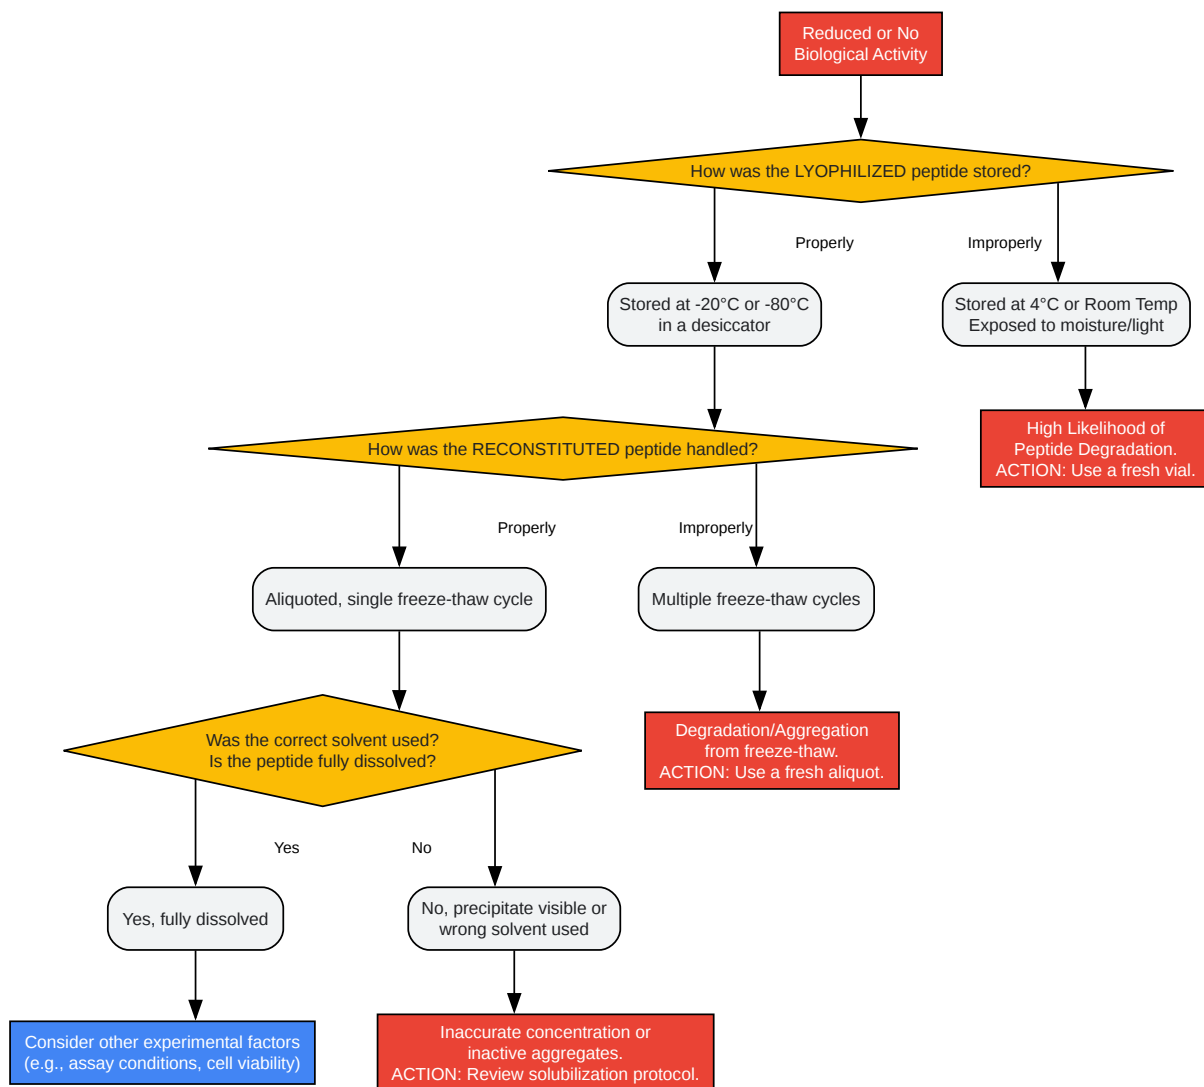 Reduced or No
Biological Activity
How was the LYOPHILIZED peptide stored?
Properly
Improperly
Stored at -20°C or -80°C
in a desiccator
Stored at 4°C or Room Temp
Exposed to moisture/light
High Likelihood of
Peptide Degradation.
ACTION: Use a fresh vial.
How was the RECONSTITUTED peptide handled?
Properly
Improperly
Aliquoted, single freeze-thaw cycle
Multiple freeze-thaw cycles
Degradation/Aggregation
from freeze-thaw.
ACTION: Use a fresh aliquot.
Was the correct solvent used?
Is the peptide fully dissolved?
Yes
No
Yes, fully dissolved
No, precipitate visible or
wrong solvent used
Consider other experimental factors
(e.g., assay conditions, cell viability)
Inaccurate concentration or
inactive aggregates.
ACTION: Review solubilization protocol.